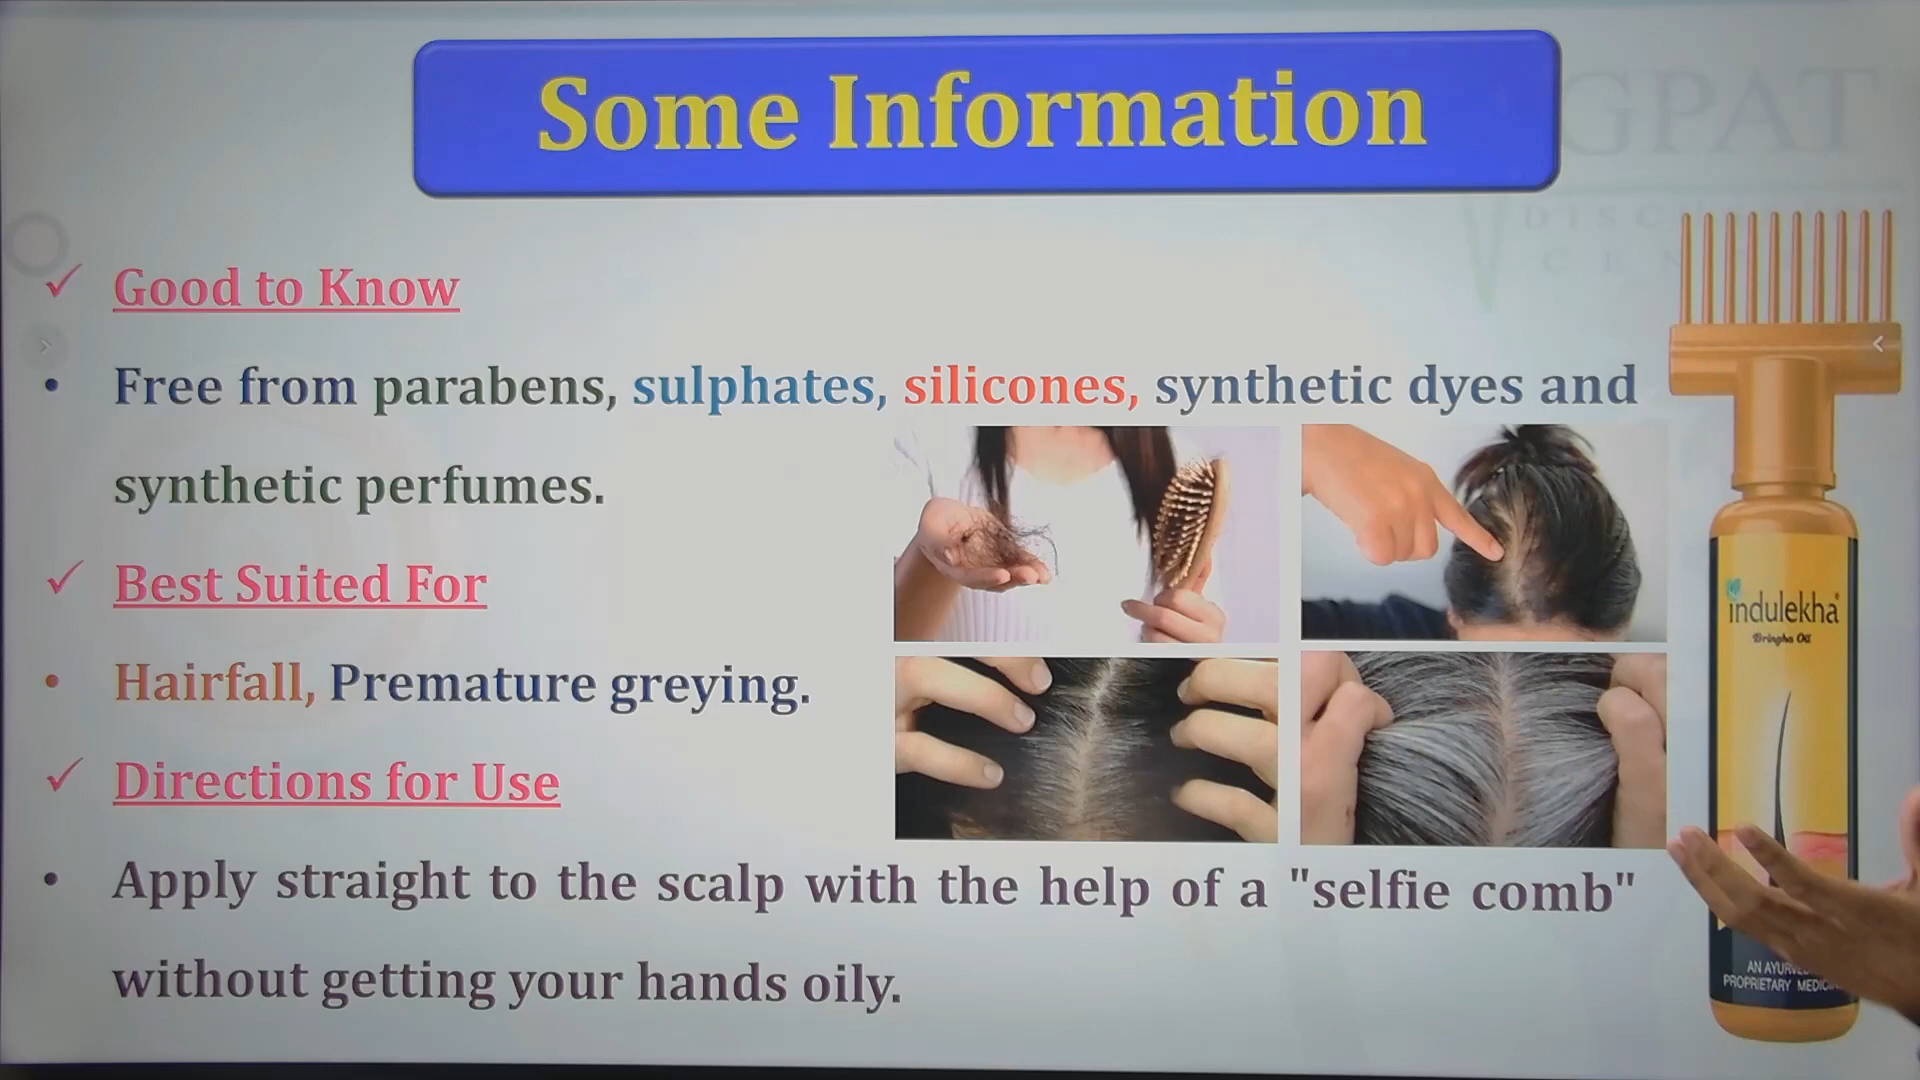 Some Information
GPAT
✓ Good to Know
• Free from parabens, sulphates, silicones, synthetic dyes and
synthetic perfumes.
✓ Best Suited For
• Hairfall, Premature greying.
✓ Directions for Use
• Apply straight to the scalp with the help of a "selfie comb"
without getting your hands oily.
indulekha
Bringha Oil
AN
PROPRIETARY